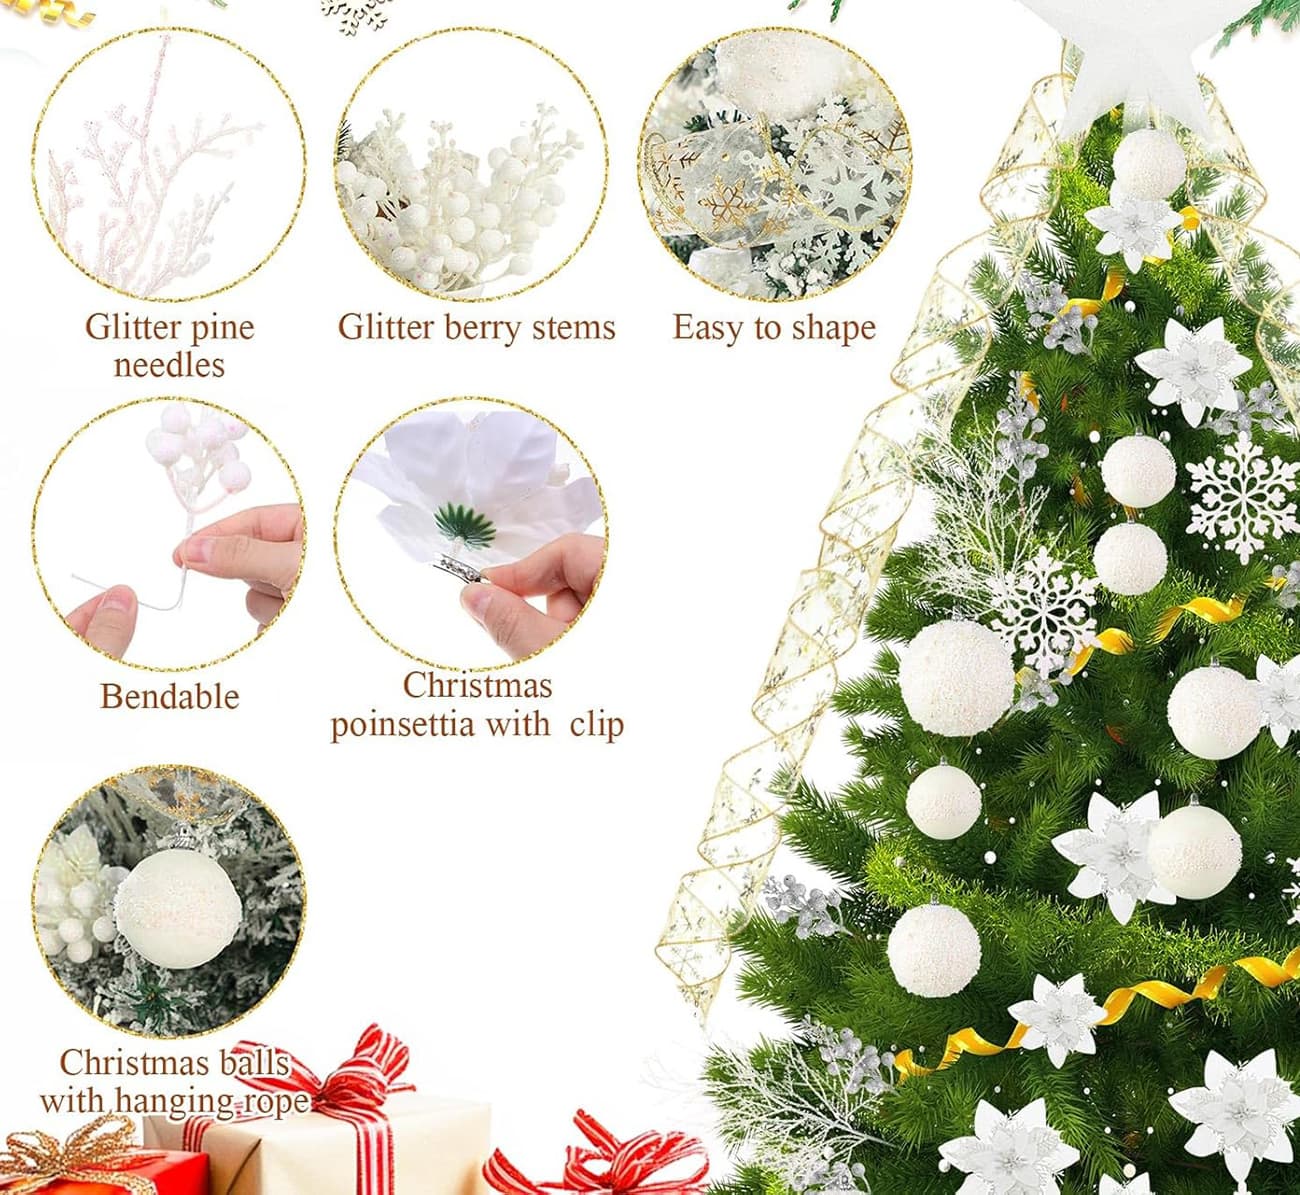 Glitter pine
needles
Glitter berry stems
Easy to shape
Bendable
Christmas
poinsettia with clip
Christmas balls
with hanging rope